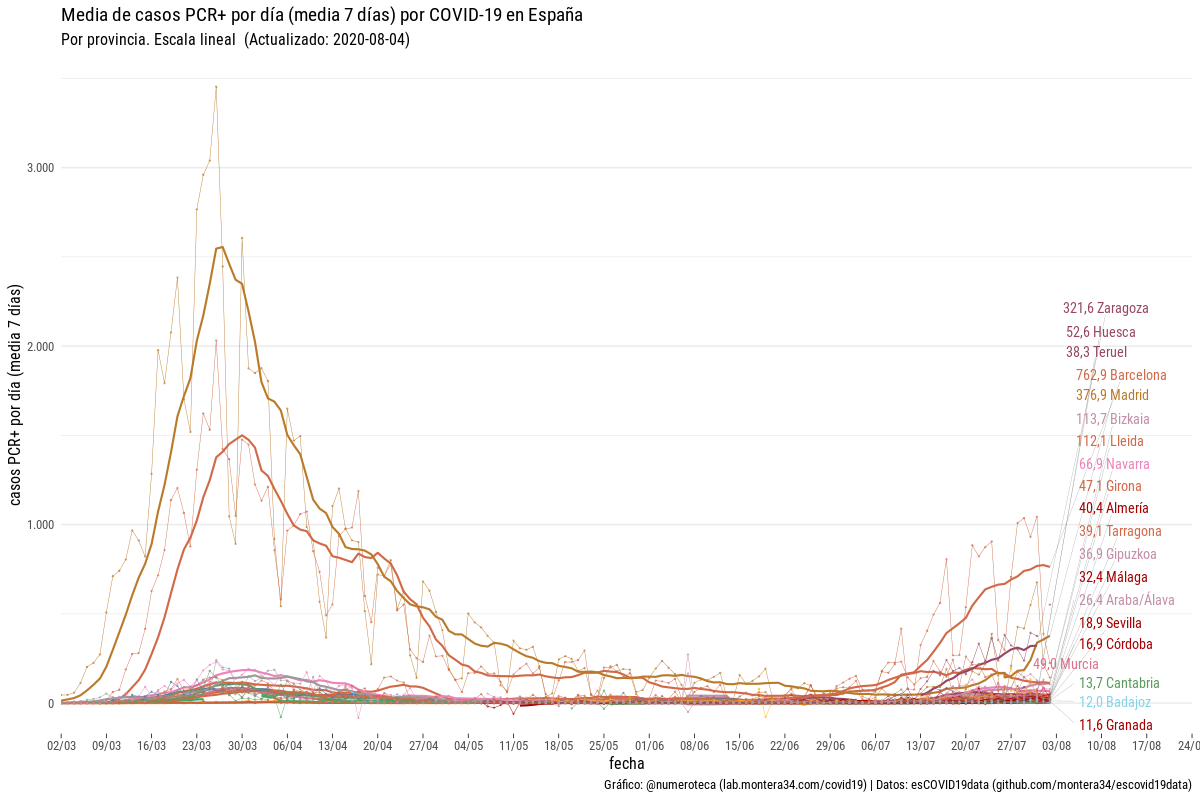 Media de casos PCR+ por día (media 7 días) por COVID-19 en España
Por provincia. Escala lineal (Actualizado: 2020-08-04)
casos PCR+ por día (media 7 días)
3.000
2.000
1.000
0
321,6 Zaragoza
52,6 Huesca
38,3 Teruel
762,9 Barcelona
376,9 Madrid
113,7 Bizkaia
112,1 Lleida
66,9 Navarra
47,1 Girona
40,4 Almería
39,1 Tarragona
36,9 Gipuzkoa
32,4 Málaga
26,4 Araba/Álava
18,9 Sevilla
16,9 Córdoba
49,0 Murcia
13,7 Cantabria
12,0 Badajoz
11,6 Granada
02/03 09/03 16/03 23/03 30/03 06/04 13/04 20/04 27/04 04/05 11/05 18/05 25/05 01/06 08/06 15/06 22/06 29/06 06/07 13/07 20/07 27/07 03/08 10/08 17/08 24/0
fecha
Gráfico: @numeroteca (lab.montera34.com/covid19) | Datos: esCOVID19data (github.com/montera34/escovid19data)